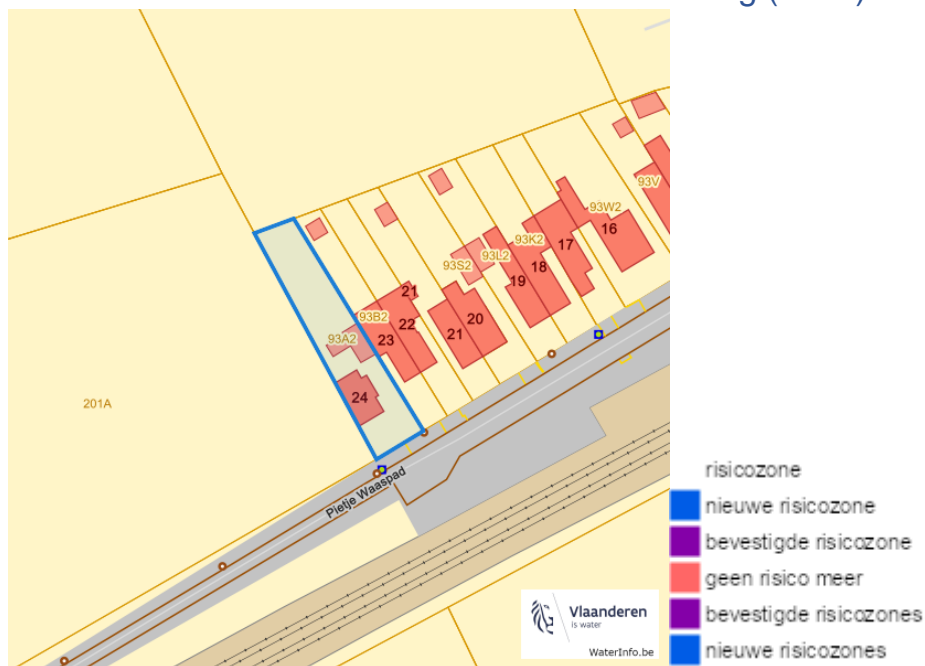 g (
)
93V
93W2
16
17
93K2
93L2
18
93S2
19
21
93B2
20
22
21
23
93A2
24
201A
Pietje Waaspad
Vlaanderen
is water
WaterInfo.be
risicozone
nieuwe risicozone
bevestigde risicozone
geen risico meer
bevestigde risicozones
nieuwe risicozones